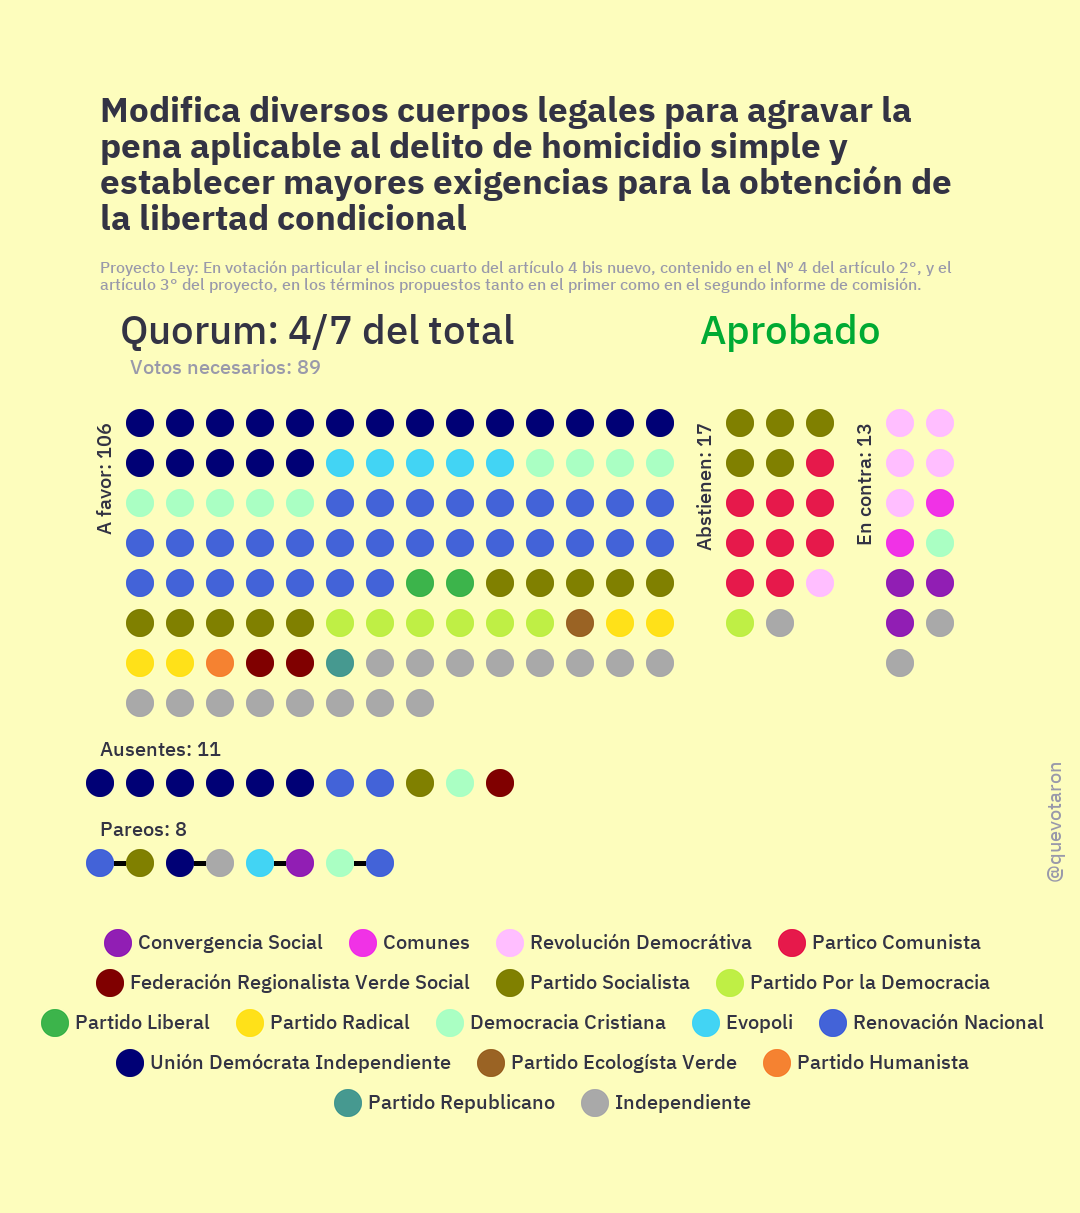 Modifica diversos cuerpos legales para agravar la
pena aplicable al delito de homicidio simple y
establecer mayores exigencias para la obtención de
la libertad condicional
Proyecto Ley: En votación particular el inciso cuarto del artículo 4 bis nuevo, contenido en el Nº 4 del artículo 2°, y el
artículo 3° del proyecto, en los términos propuestos tanto en el primer como en el segundo informe de comisión.
Quorum: 4/7 del total
Aprobado
Votos necesarios: 89
A favor: 106
Abstienen: 17
En contra: 13
Ausentes: 11
Pareos: 8
@quevotaron
Convergencia Social Comunes Revolución Democrátiva Partico Comunista
Federación Regionalista Verde Social Partido Socialista Partido Por la Democracia
Partido Liberal Partido Radical Democracia Cristiana Evopoli Renovación Nacional
Unión Demócrata Independiente Partido Ecologísta Verde Partido Humanista
Partido Republicano Independiente